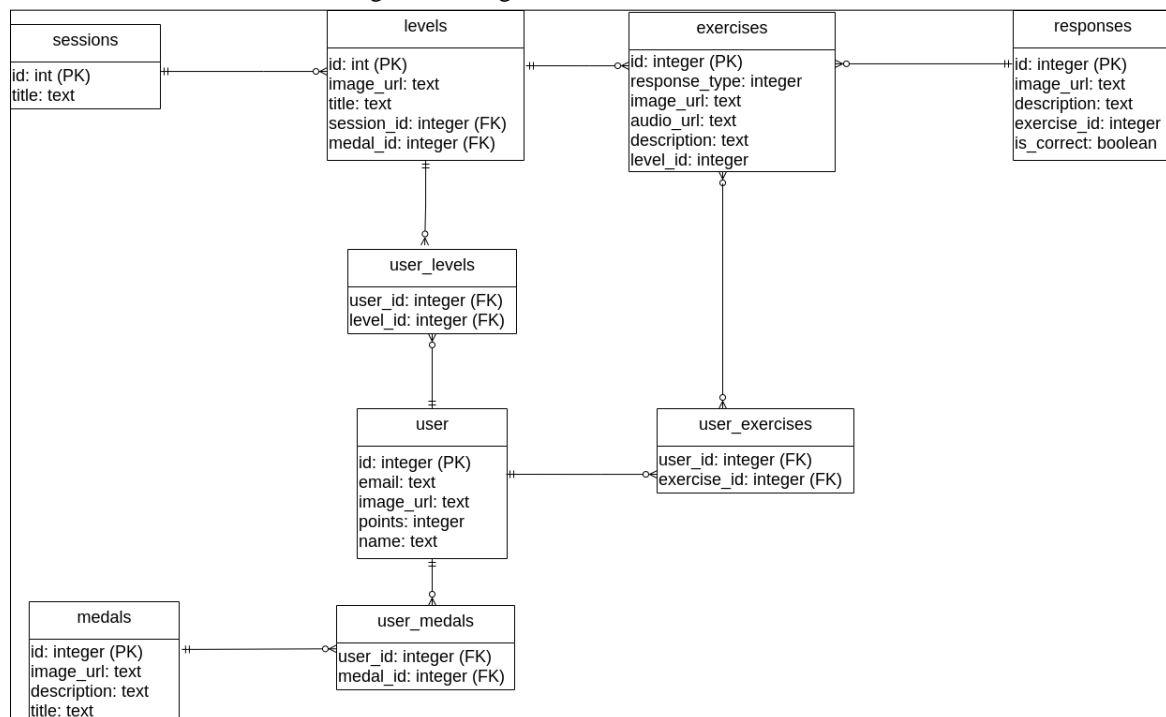 sessions
id: int (PK)
title: text
levels
id: int (PK)
image_url: text
title: text
session_id: integer (FK)
medal_id: integer (FK)
exercises
id: integer (PK)
response_type: integer
image_url: text
audio_url: text
description: text
level_id: integer
responses
id: integer (PK)
image_url: text
description: text
exercise_id: integer
is_correct: boolean
user_levels
user_id: integer (FK)
level_id: integer (FK)
user
id: integer (PK)
email: text
image_url: text
points: integer
name: text
user_exercises
user_id: integer (FK)
exercise_id: integer (FK)
medals
id: integer (PK)
image_url: text
description: text
title: text
user_medals
user_id: integer (FK)
medal_id: integer (FK)